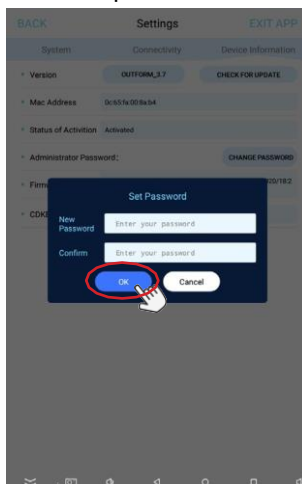 BACK Settings EXIT APP
System Connectivity Device Information
Version OUTFORM_3.7 CHECK FOR UPDATE
Mac Address
Status of Activition Activated
Administrator Password: CHANGE PASSWORD
Set Password
New Password Enter your password
Confirm Enter your password
OK Cancel